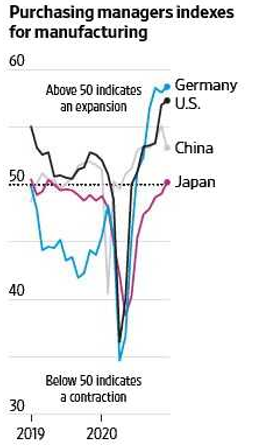 Purchasing managers indexes
for manufacturing
60
Above 50 indicates
an expansion
Germany
U.S.
China
50
Japan
40
Below 50 indicates
a contraction
30
2019
2020